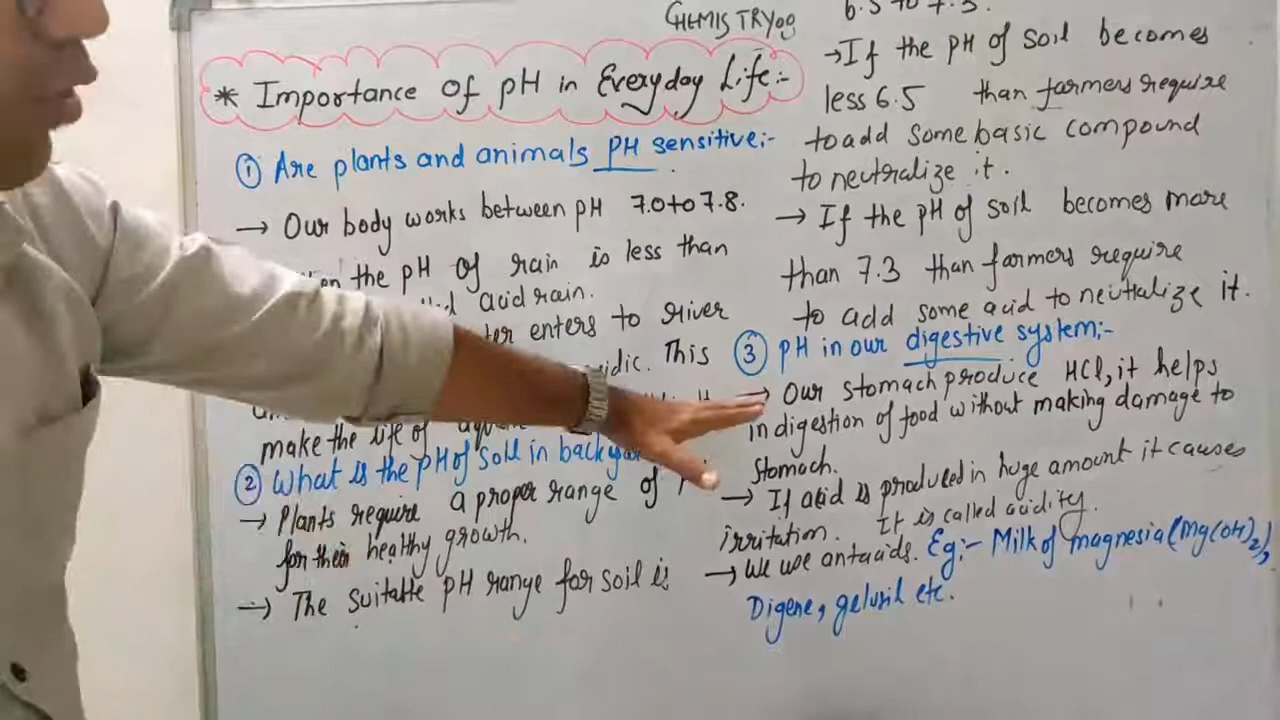 CHEMISTRY09
* Importance of pH in Everyday Life:-
① Are plants and animals PH sensitive:-
→ Our body works between pH 7.0 to 7.8.
the pH of rain is less than
acid rain.
enters to river
This
make the life of
② What is the pH of soil in
→ Plants require a proper range of
for their healthy growth.
→ The suitable pH range for soil is
6.5 to 7.3.
→ If the pH of soil becomes
less 6.5 than farmers require
to add some basic compound
to neutralize it.
→ If the pH of soil becomes more
than 7.3 than farmers require
to add some acid to neutralize it.
③ pH in our digestive system:-
→ Our stomach produce HCl, it helps
in digestion of food without making damage to
stomach.
→ If acid is produced in huge amount it causes
irritation. It is called acidity.
→ We use antacids. Eg:- Milk of magnesia (Mg(OH)2),
Digene, gelusil etc.